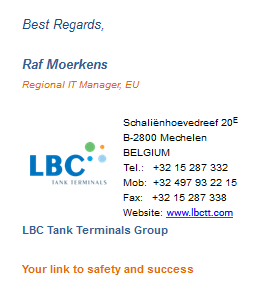 Best Regards,
Raf Moerkens
Regional IT Manager, EU
Schaliënhoevedreef 20E
B-2800 Mechelen
BELGIUM
Tel.: +32 15 287 332
Mob: +32 497 93 22 15
Fax: +32 15 287 338
Website: www.lbctt.com
LBC
TANK TERMINALS
LBC Tank Terminals Group
Your link to safety and success